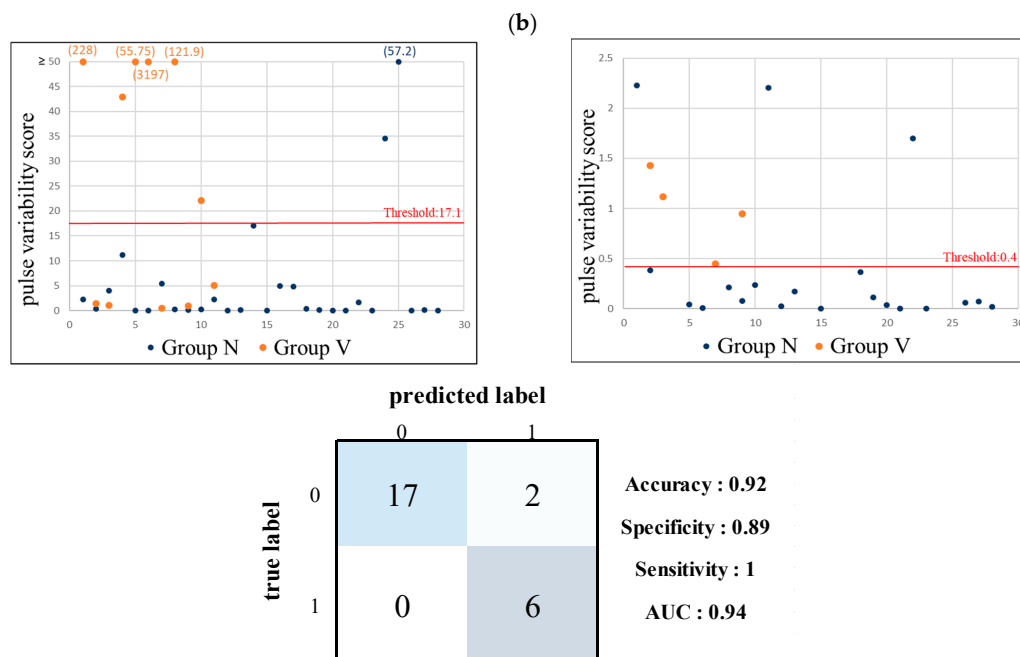 (b)
(228) (55.75) (121.9) (57.2)
(3197)
≥
50
45
40
35
30
25
20
15
10
5
0
pulse variability score
Threshold:17.1
0 5 10 15 20 25 30
Group N Group V
2.5
2
1.5
1
0.5
0
pulse variability score
Threshold:0.4
0 5 10 15 20 25 30
Group N Group V
predicted label
0 1
true label
0 17 2
1 0 6
Accuracy : 0.92
Specificity : 0.89
Sensitivity : 1
AUC : 0.94